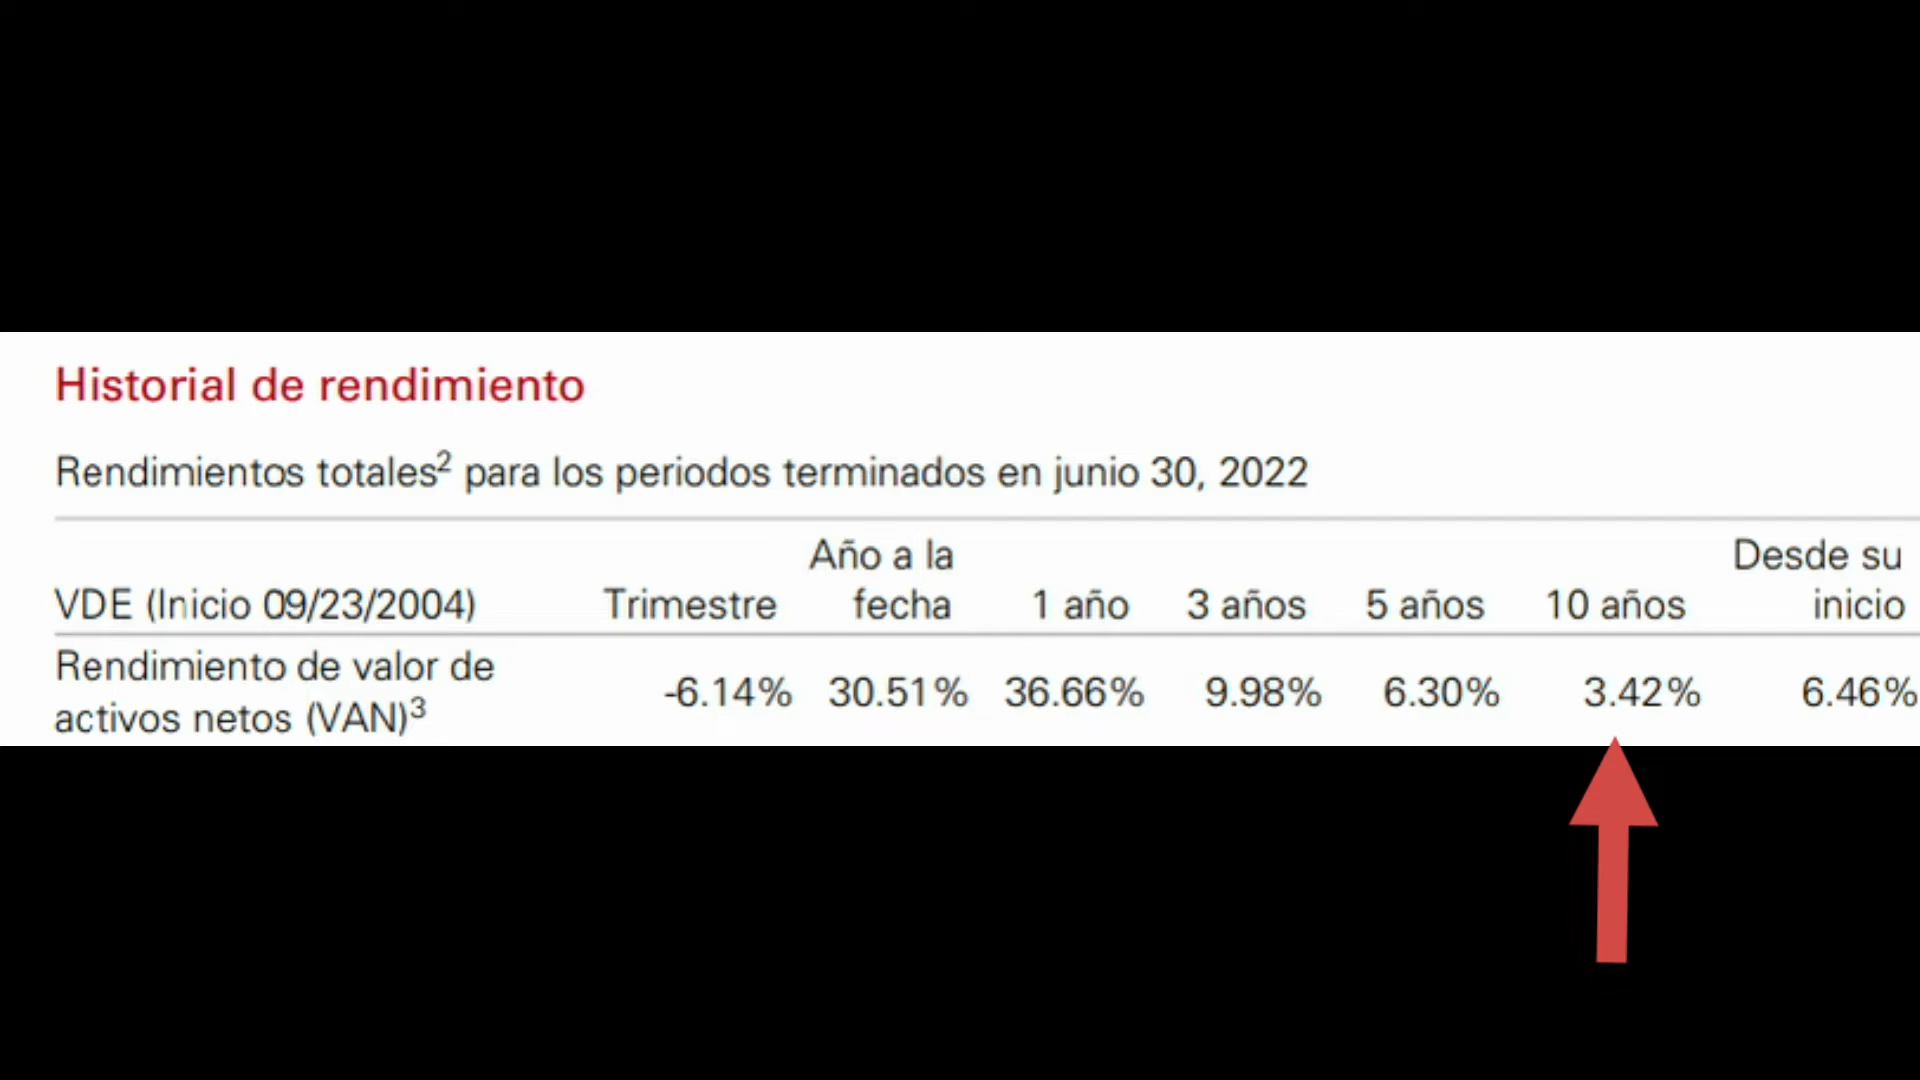 Historial de rendimiento
Rendimientos totales² para los periodos terminados en junio 30, 2022
Año a la Desde su
VDE (Inicio 09/23/2004) Trimestre fecha 1 año 3 años 5 años 10 años inicio
Rendimiento de valor de
activos netos (VAN)³ -6.14% 30.51% 36.66% 9.98% 6.30% 3.42% 6.46%